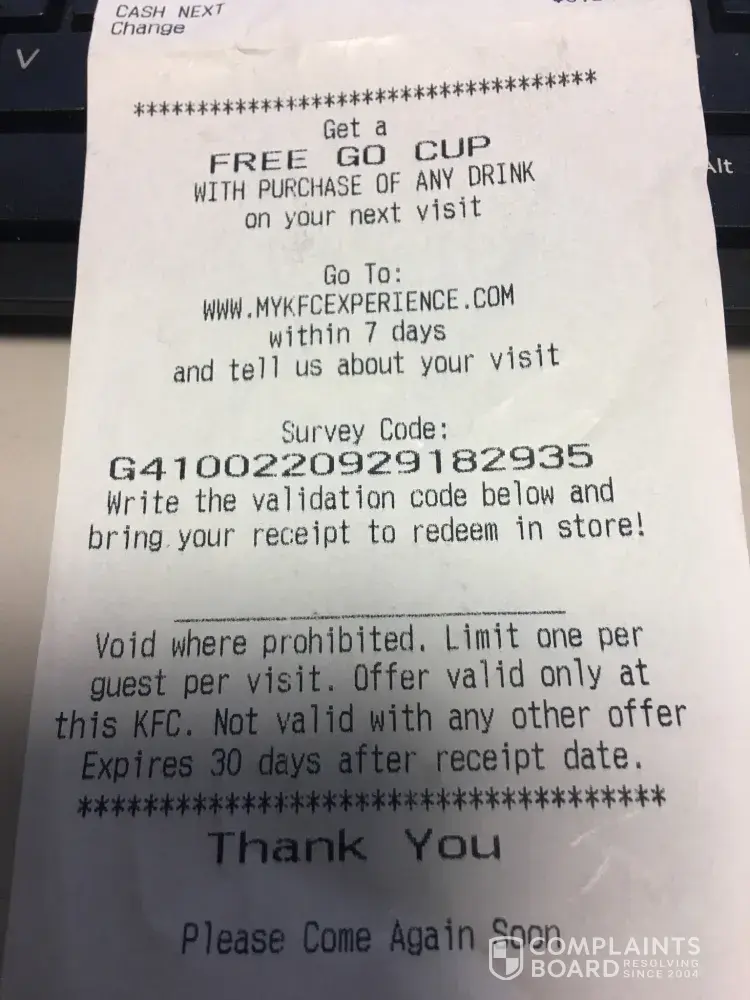 CASH NEXT
Change
************************************
Get a
FREE GO CUP
WITH PURCHASE OF ANY DRINK
on your next visit
Go To:
WWW.MYKFCEXPERIENCE.COM
within 7 days
and tell us about your visit
Survey Code:
G4100220929182935
Write the validation code below and
bring your receipt to redeem in store!
Void where prohibited. Limit one per
guest per visit. Offer valid only at
this KFC. Not valid with any other offer
Expires 30 days after receipt date.
************************************
Thank You
Please Come Again Soon
COMPLAINTS
BOARD RESOLVING
SINCE 2004
V
Alt